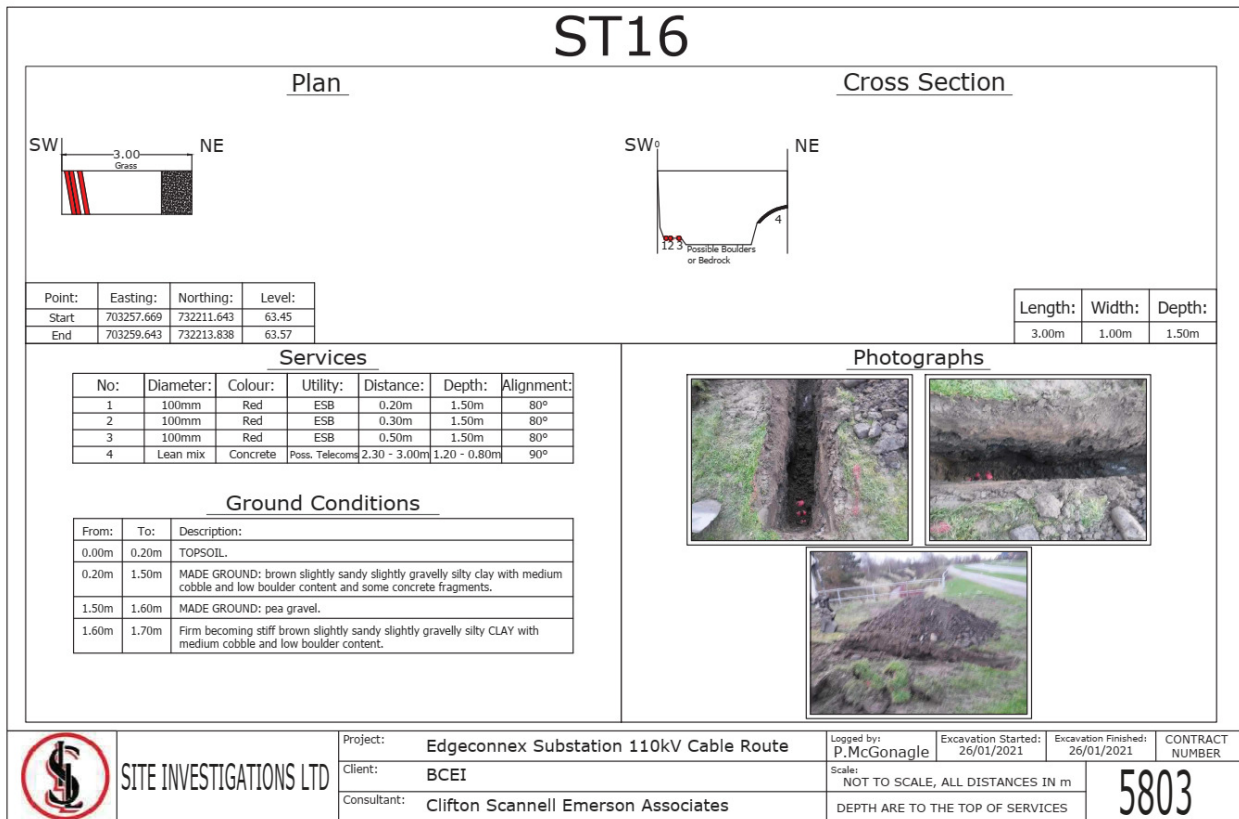 ST16
Plan
SW
NE
3.00
Grass
Cross Section
SW 0
NE
4
1 2 3 Possible Boulders
or Bedrock
Point: Easting: Northing: Level:
Start 703257.669 732211.643 63.45
End 703259.643 732213.838 63.57
Length: Width: Depth:
3.00m 1.00m 1.50m
Services
No: Diameter: Colour: Utility: Distance: Depth: Alignment:
1 100mm Red ESB 0.20m 1.50m 80°
2 100mm Red ESB 0.30m 1.50m 80°
3 100mm Red ESB 0.50m 1.50m 80°
4 Lean mix Concrete Poss. Telecoms 2.30 - 3.00m 1.20 - 0.80m 90°
Ground Conditions
From: To: Description:
0.00m 0.20m TOPSOIL.
0.20m 1.50m MADE GROUND: brown slightly sandy slightly gravelly silty clay with medium
cobble and low boulder content and some concrete fragments.
1.50m 1.60m MADE GROUND: pea gravel.
1.60m 1.70m Firm becoming stiff brown slightly sandy slightly gravelly silty CLAY with
medium cobble and low boulder content.
Photographs
SIL
SITE INVESTIGATIONS LTD
Project: Edgeconnex Substation 110kV Cable Route
Client: BCEI
Consultant: Clifton Scannell Emerson Associates
Logged by:
P.McGonagle
Excavation Started:
26/01/2021
Excavation Finished:
26/01/2021
Scale:
NOT TO SCALE, ALL DISTANCES IN m
DEPTH ARE TO THE TOP OF SERVICES
CONTRACT
NUMBER
5803